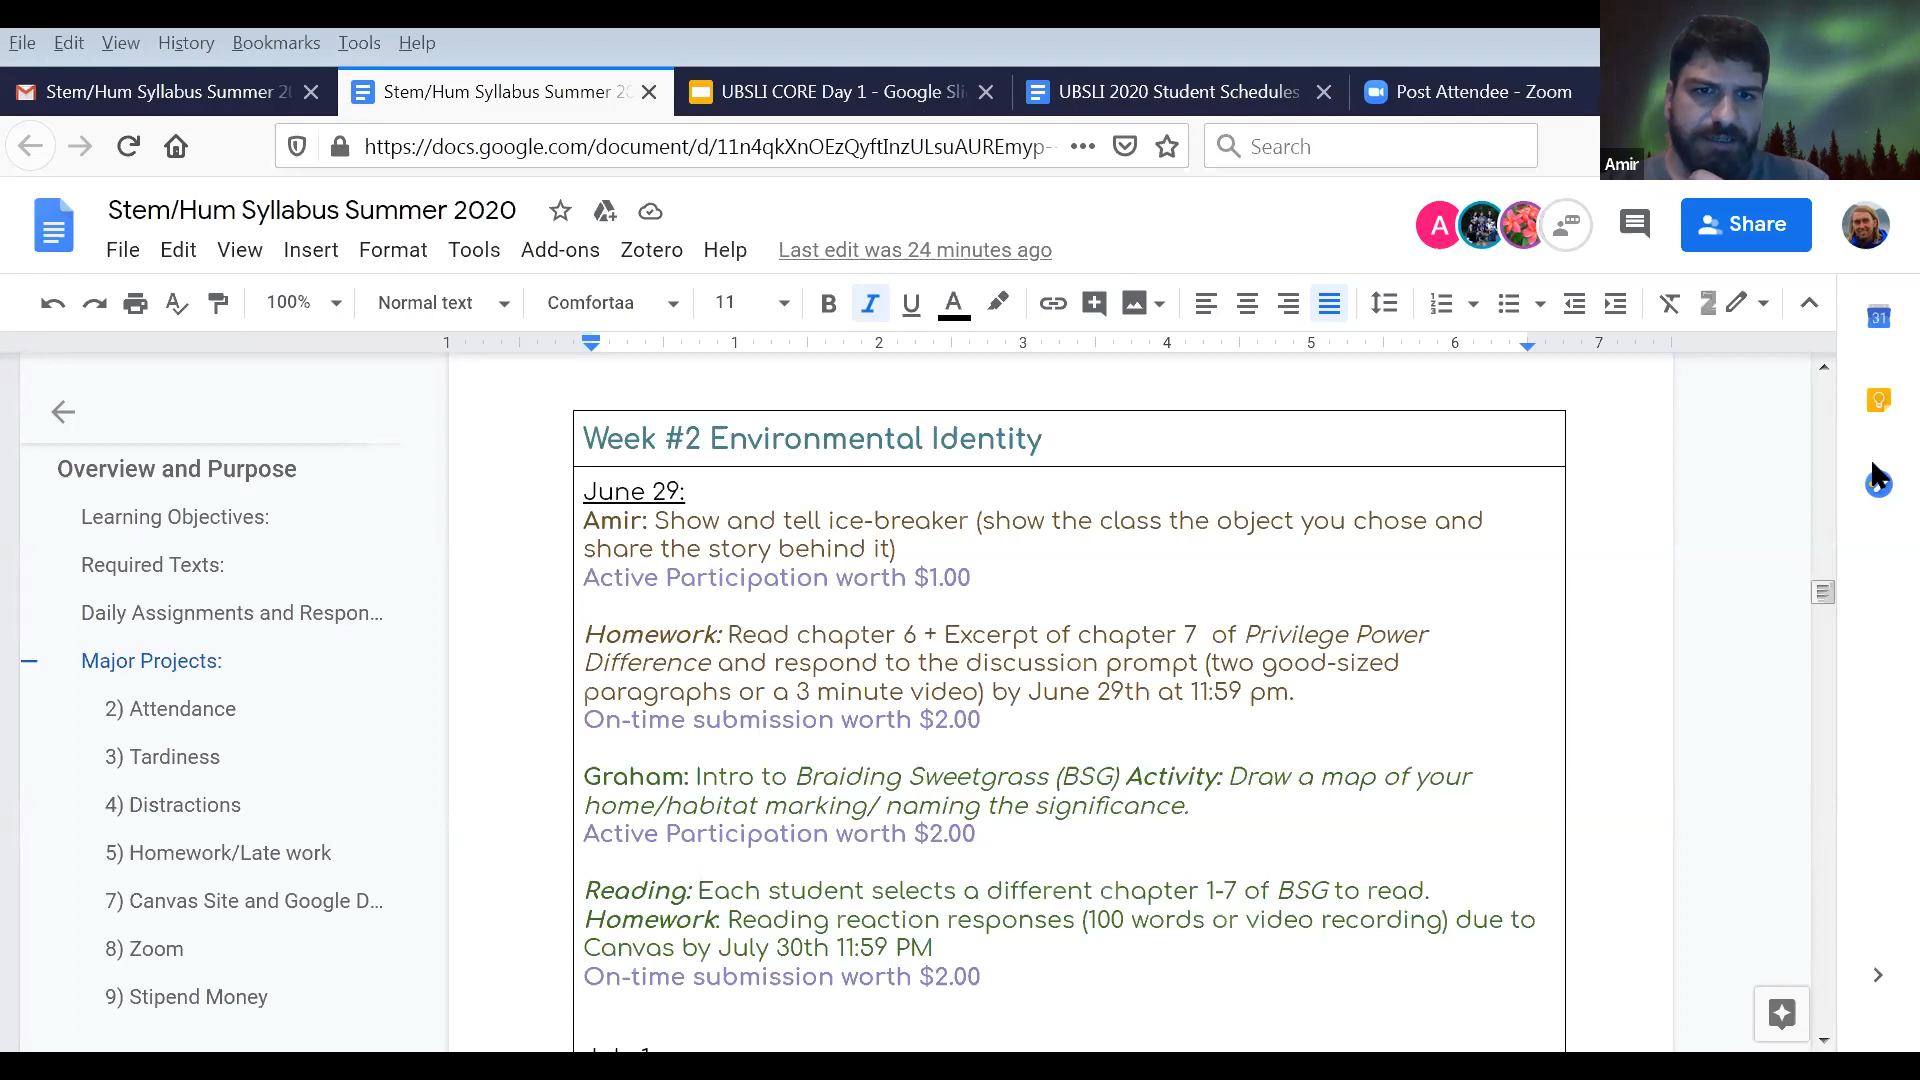 File Edit View History Bookmarks Tools Help
Stem/Hum Syllabus Summer 2
Stem/Hum Syllabus Summer 2
UBSLI CORE Day 1 - Google Sli
UBSLI 2020 Student Schedules
Post Attendee - Zoom
https://docs.google.com/document/d/11n4qkXnOEzQyftInzULsuAUREmyp-
Search
Amir
Stem/Hum Syllabus Summer 2020
A
Share
File Edit View Insert Format Tools Add-ons Zotero Help Last edit was 24 minutes ago
100% Normal text Comfortaa 11 B I U A Z
1 1 2 3 4 5 6 7
31
Overview and Purpose
Learning Objectives:
Required Texts:
Daily Assignments and Respon...
Major Projects:
2) Attendance
3) Tardiness
4) Distractions
5) Homework/Late work
7) Canvas Site and Google D...
8) Zoom
9) Stipend Money
Week #2 Environmental Identity
June 29:
Amir: Show and tell ice-breaker (show the class the object you chose and
share the story behind it)
Active Participation worth $1.00
Homework: Read chapter 6 + Excerpt of chapter 7 of Privilege Power
Difference and respond to the discussion prompt (two good-sized
paragraphs or a 3 minute video) by June 29th at 11:59 pm.
On-time submission worth $2.00
Graham: Intro to Braiding Sweetgrass (BSG) Activity: Draw a map of your
home/habitat marking/ naming the significance.
Active Participation worth $2.00
Reading: Each student selects a different chapter 1-7 of BSG to read.
Homework: Reading reaction responses (100 words or video recording) due to
Canvas by July 30th 11:59 PM
On-time submission worth $2.00